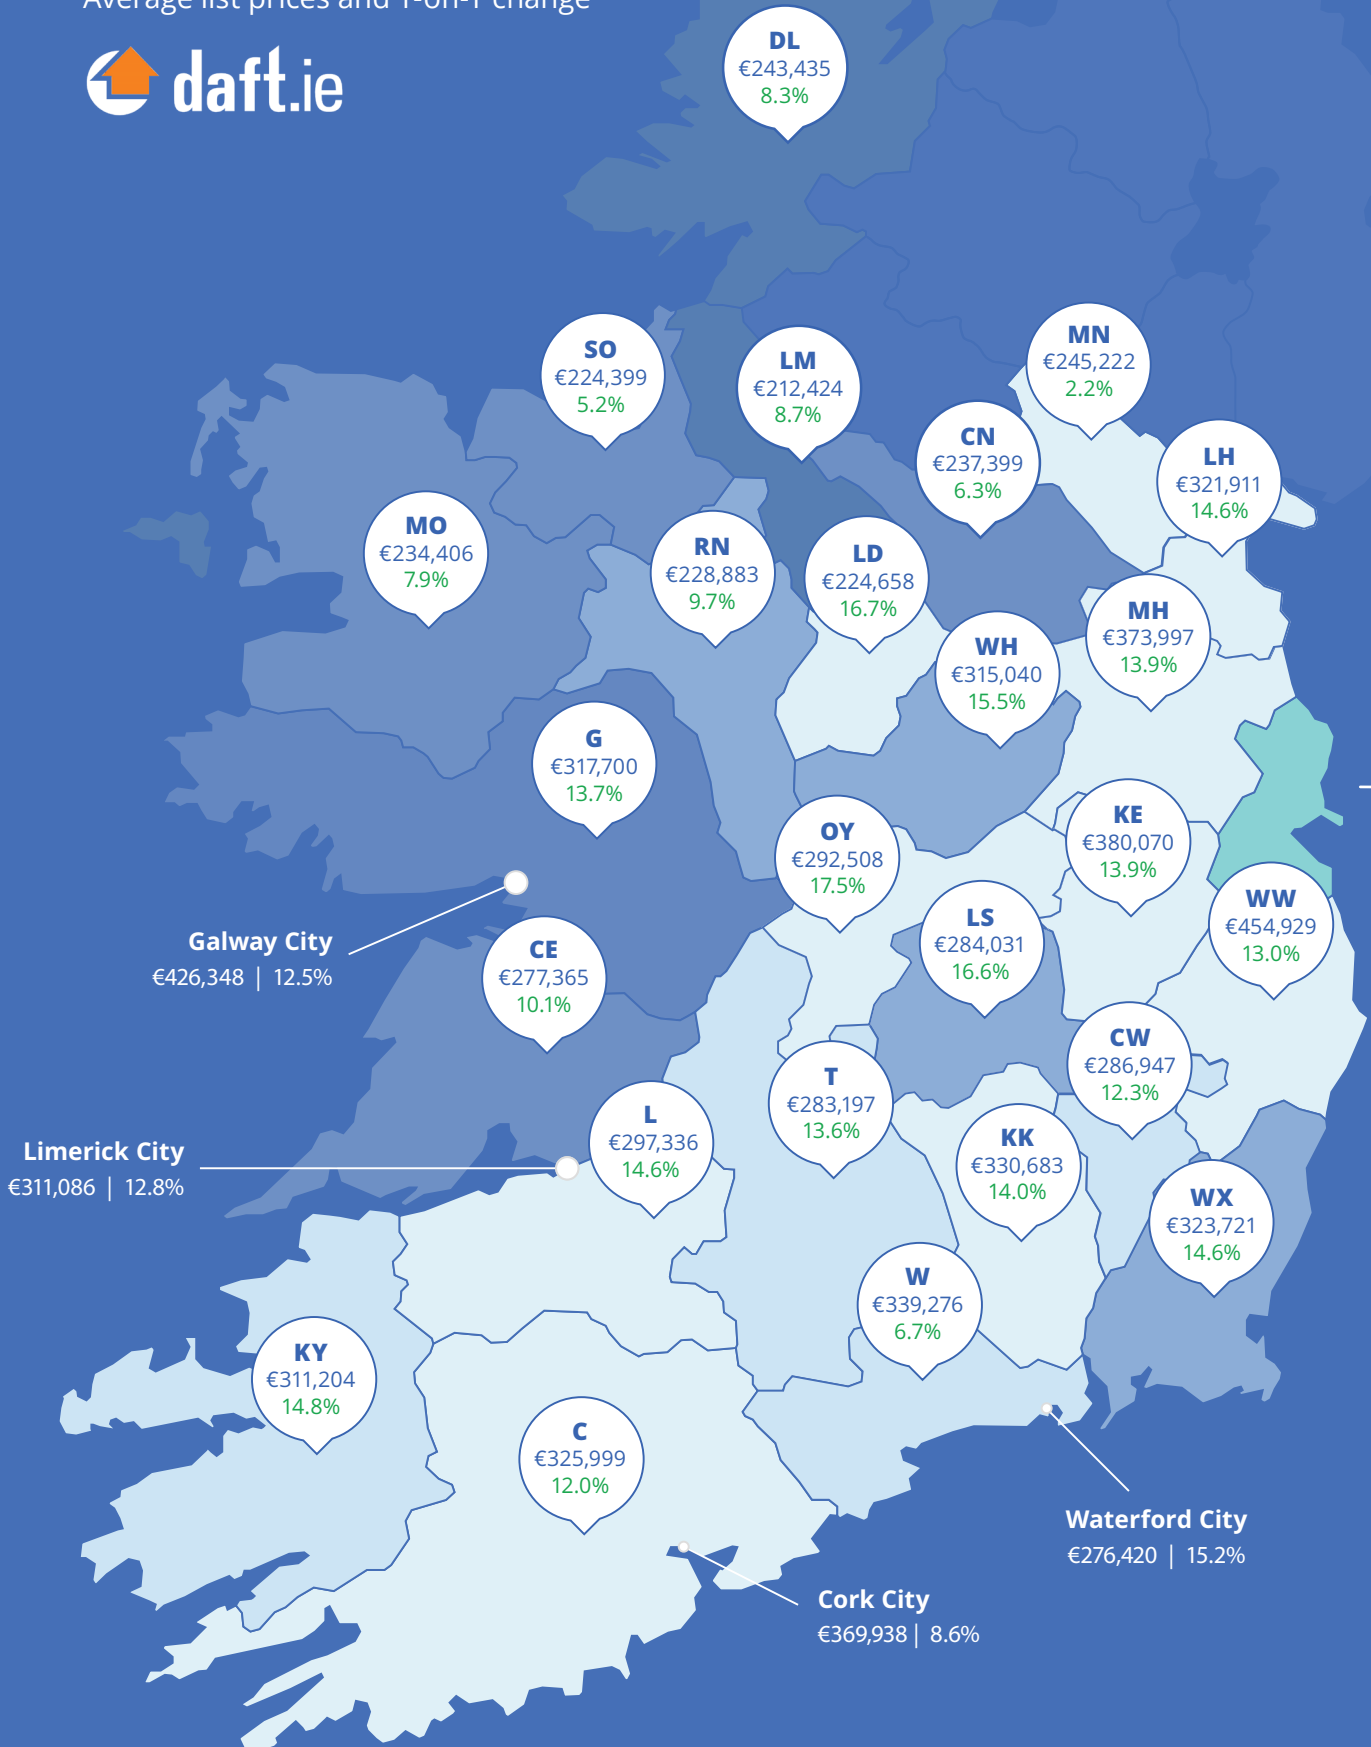 Average list prices and Y-on-Y change
daft.ie
DL
€243,435
8.3%
SO
€224,399
5.2%
LM
€212,424
8.7%
MN
€245,222
2.2%
CN
€237,399
6.3%
LH
€321,911
14.6%
MO
€234,406
7.9%
RN
€228,883
9.7%
LD
€224,658
16.7%
MH
€373,997
13.9%
WH
€315,040
15.5%
G
€317,700
13.7%
OY
€292,508
17.5%
KE
€380,070
13.9%
WW
€454,929
13.0%
LS
€284,031
16.6%
Galway City
€426,348 | 12.5%
CE
€277,365
10.1%
CW
€286,947
12.3%
T
€283,197
13.6%
L
€297,336
14.6%
KK
€330,683
14.0%
Limerick City
€311,086 | 12.8%
WX
€323,721
14.6%
W
€339,276
6.7%
KY
€311,204
14.8%
C
€325,999
12.0%
Waterford City
€276,420 | 15.2%
Cork City
€369,938 | 8.6%